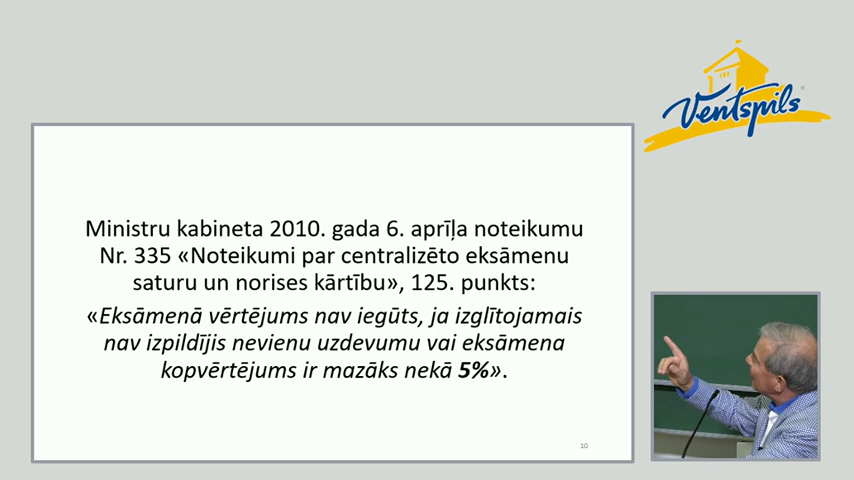 Ventspils
Ministru kabineta 2010. gada 6. aprīļa noteikumu
Nr. 335 «Noteikumi par centralizēto eksāmenu
saturu un norises kārtību», 125. punkts:
«Eksāmenā vērtējums nav iegūts, ja izglītojamais
nav izpildījis nevienu uzdevumu vai eksāmena
kopvērtējums ir mazāks nekā 5%».
10